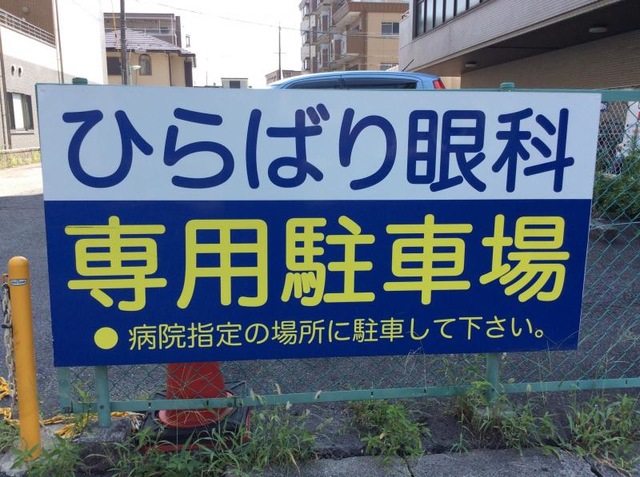 ひらばり眼科
専用駐車場
●病院指定の場所に駐車して下さい。